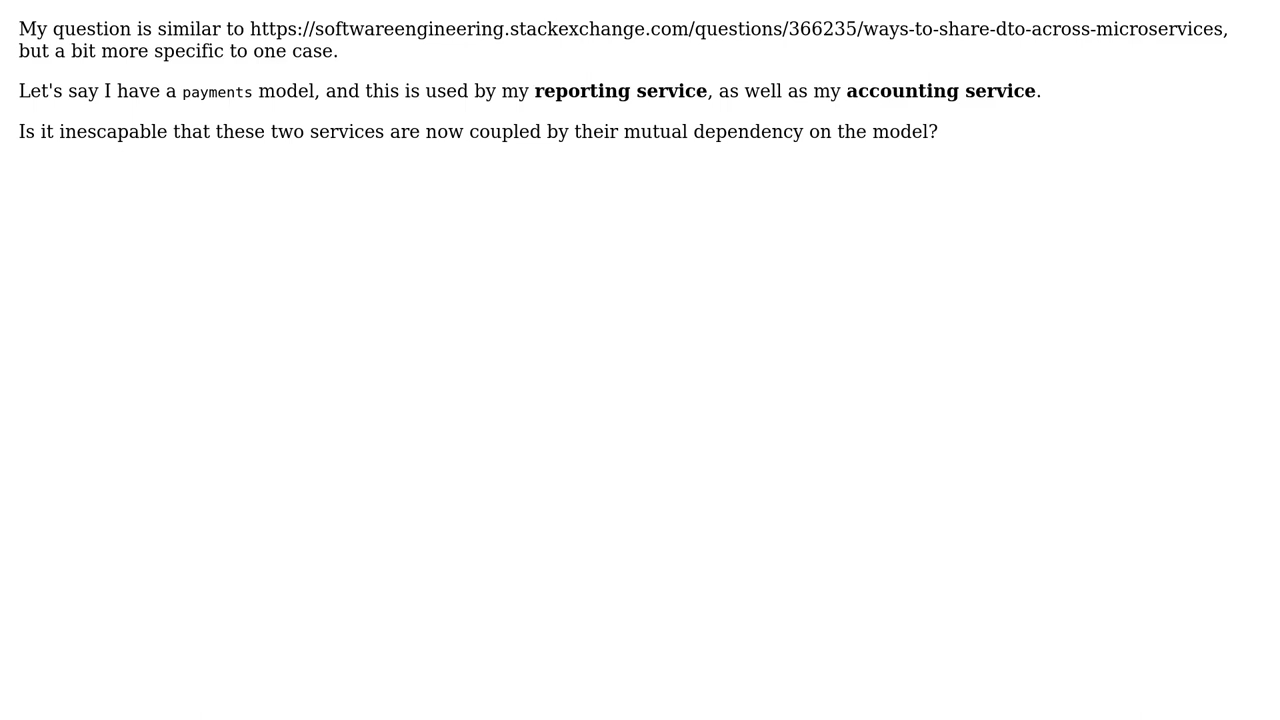 My question is similar to https://softwareengineering.stackexchange.com/questions/366235/ways-to-share-dto-across-microservices,
but a bit more specific to one case.
Let's say I have a payments model, and this is used by my reporting service, as well as my accounting service.
Is it inescapable that these two services are now coupled by their mutual dependency on the model?